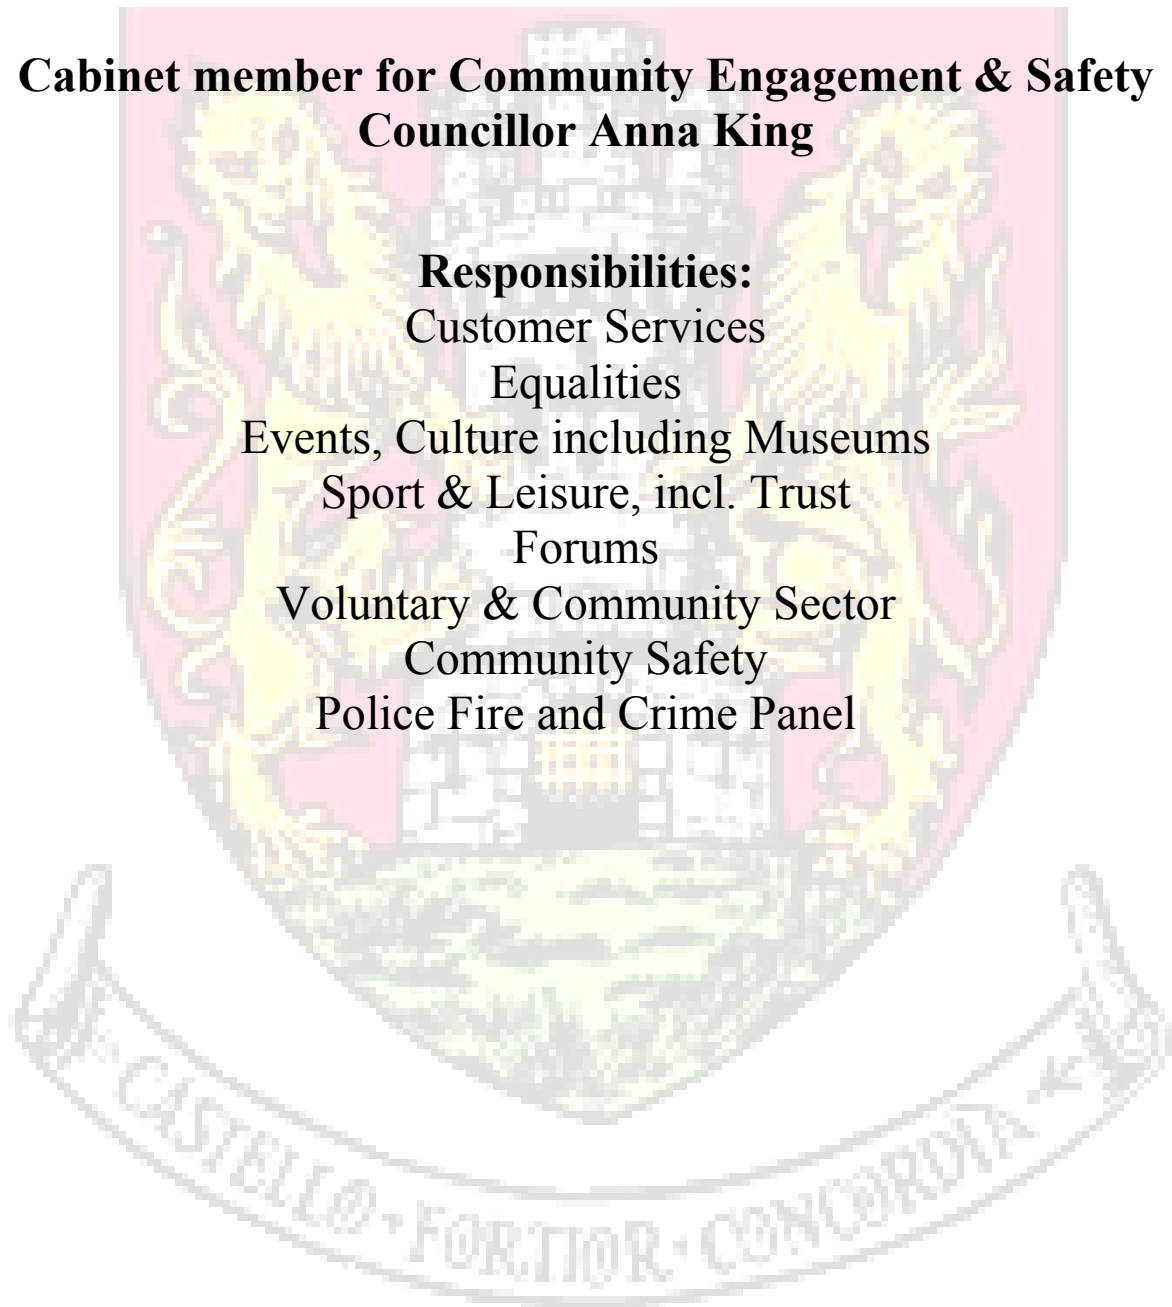 Cabinet member for Community Engagement & Safety
Councillor Anna King
Responsibilities:
Customer Services
Equalities
Events, Culture including Museums
Sport & Leisure, incl. Trust
Forums
Voluntary & Community Sector
Community Safety
Police Fire and Crime Panel
CASTELLO · FORTIOR · CONCORDIA